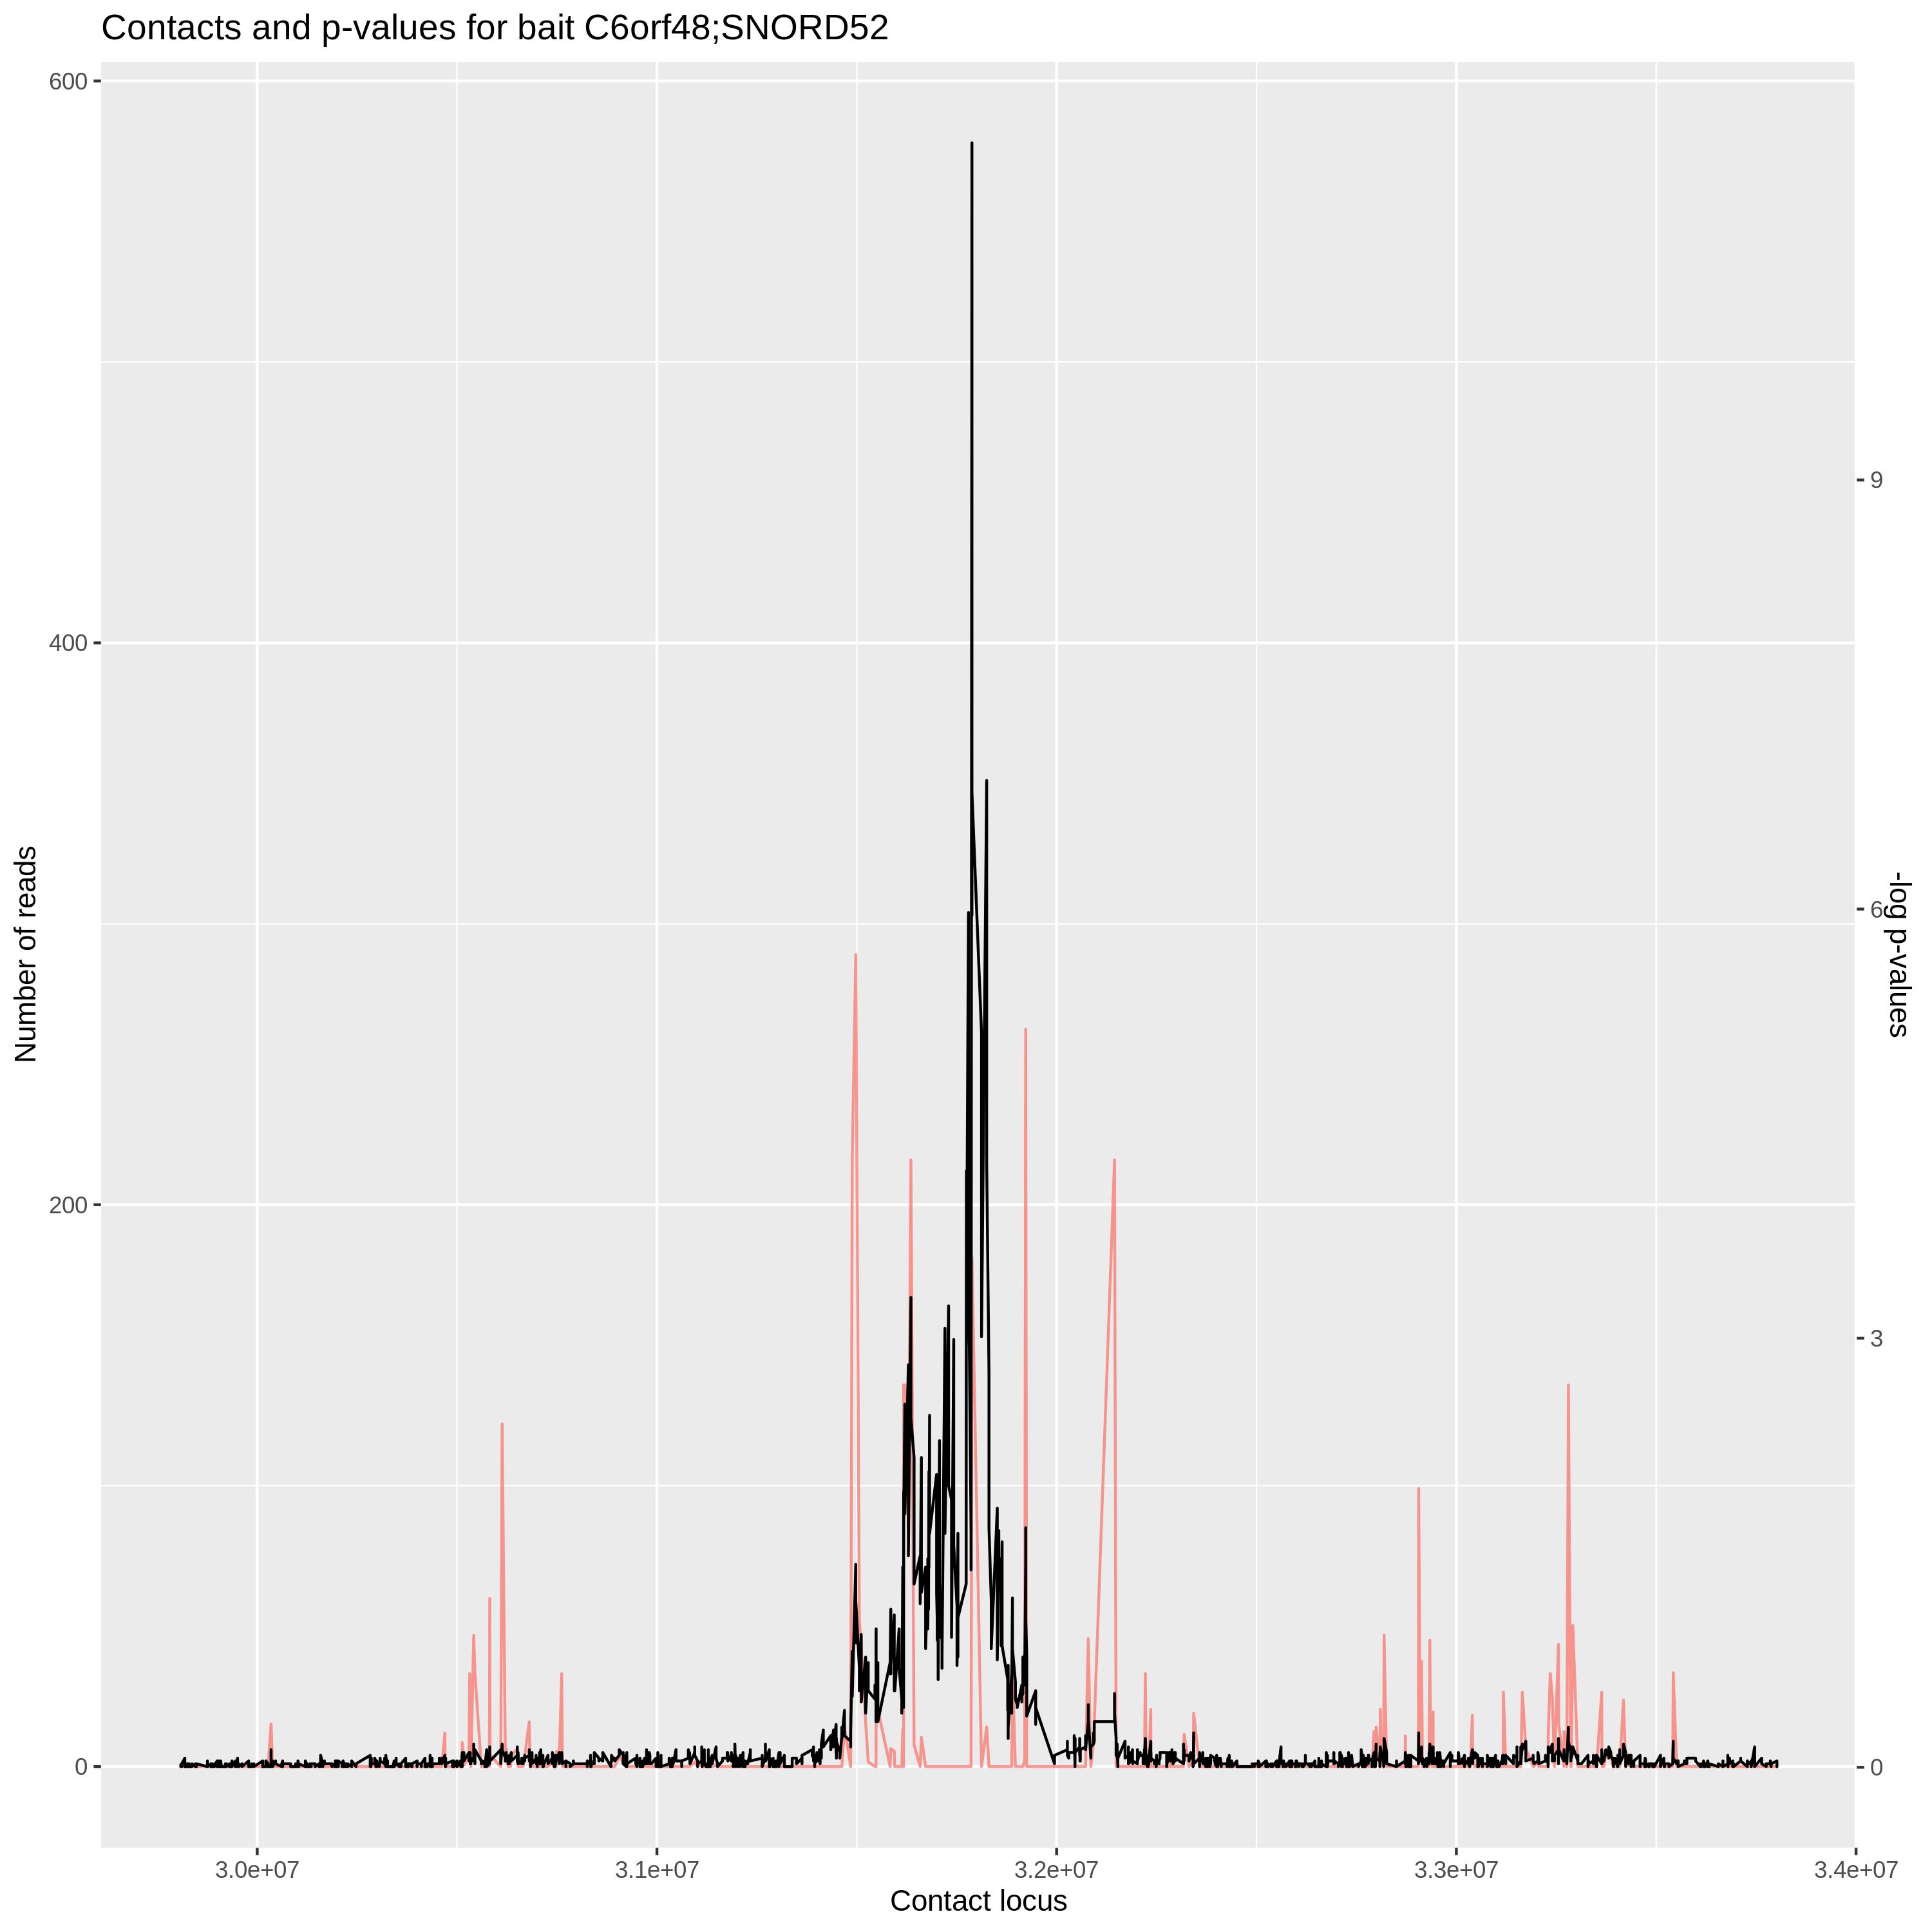 Contacts and p-values for bait C6orf48;SNORD52
600
400
200
0
Number of reads
9
6
3
0
-log p-values
3.0e+07 3.1e+07 3.2e+07 3.3e+07 3.4e+07
Contact locus